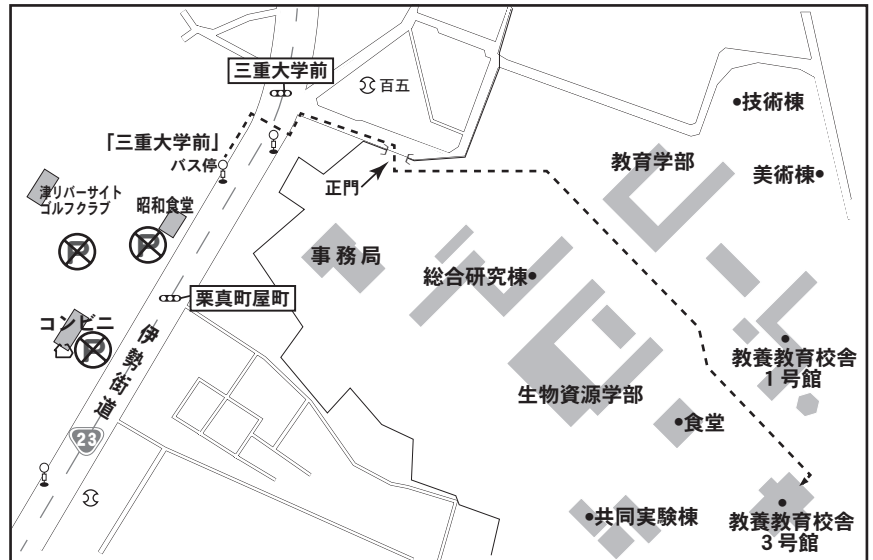 三重大学前
百五
「三重大学前」
バス停
正門
技術棟
美術棟
教育学部
津リバーサイト
ゴルフクラブ
昭和食堂
P
P
事務局
総合研究棟
栗真町屋町
コンビニ
P
伊勢街道
23
教養教育校舎
1号館
生物資源学部
食堂
共同実験棟
教養教育校舎
3号館